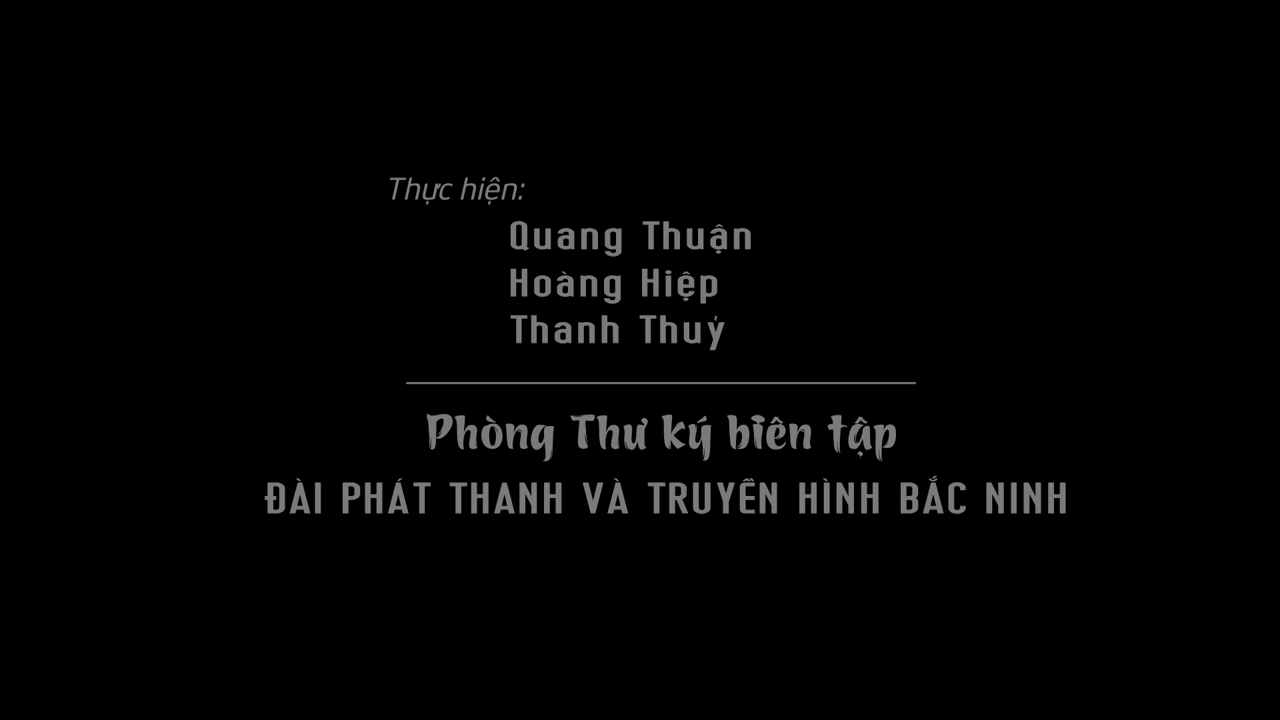 Thực hiện:
Quang Thuận
Hoàng Hiệp
Thanh Thuỷ
Phòng Thư ký biên tập
ĐÀI PHÁT THANH VÀ TRUYỀN HÌNH BẮC NINH